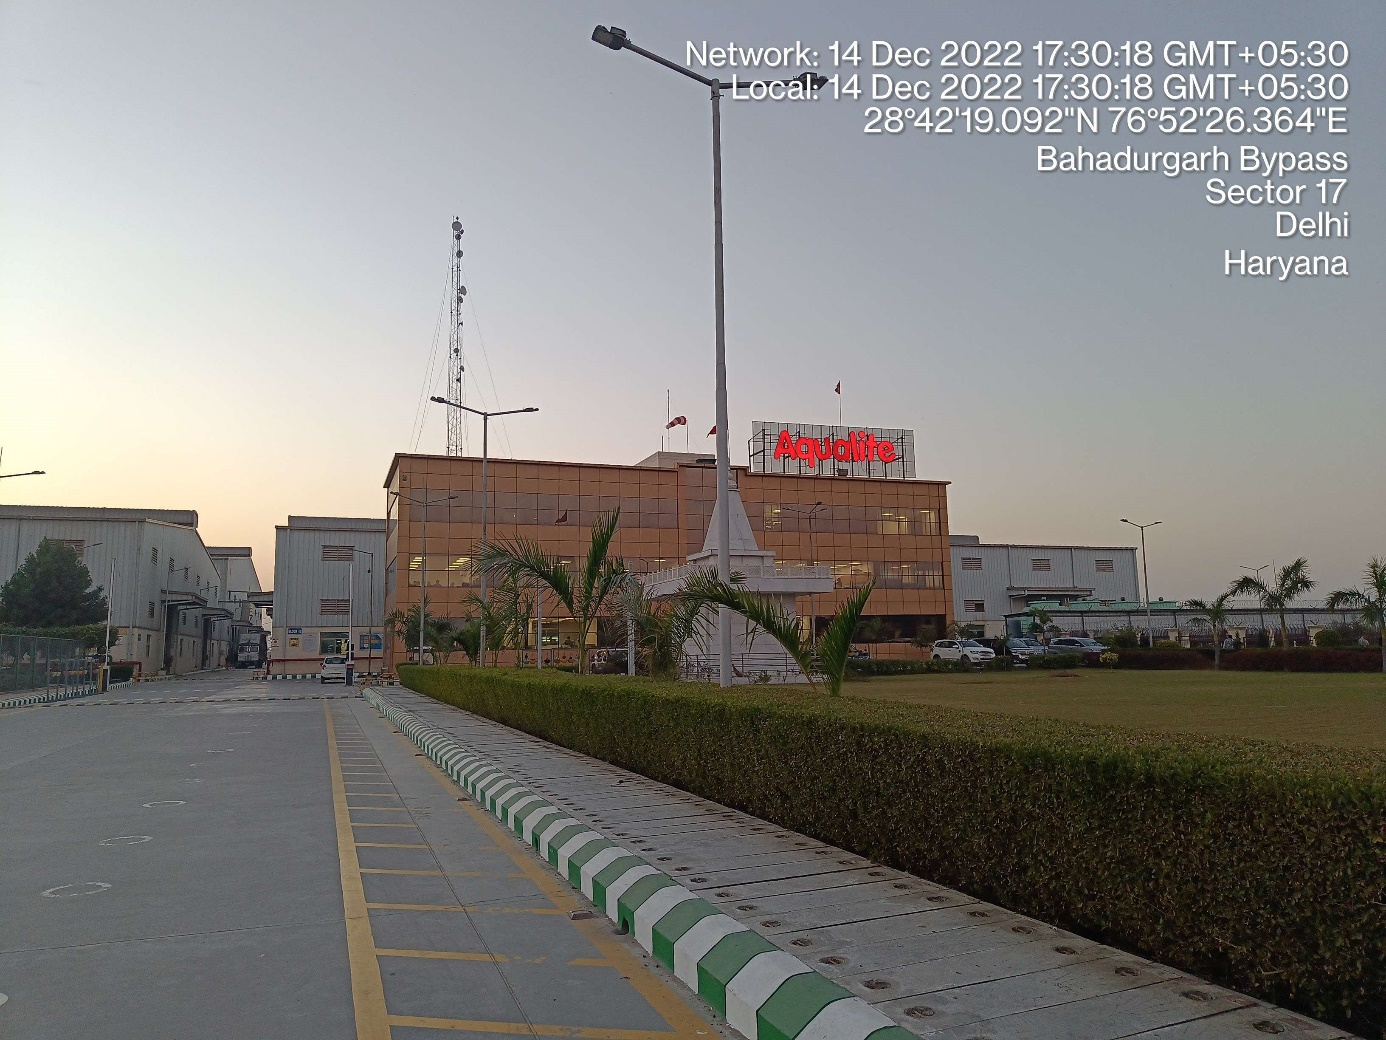 Network: 14 Dec 2022 17:30:18 GMT+05:30
Local: 14 Dec 2022 17:30:18 GMT+05:30
28°42'19.092"N 76°52'26.364"E
Bahadurgarh Bypass
Sector 17
Delhi
Haryana
Aqualite